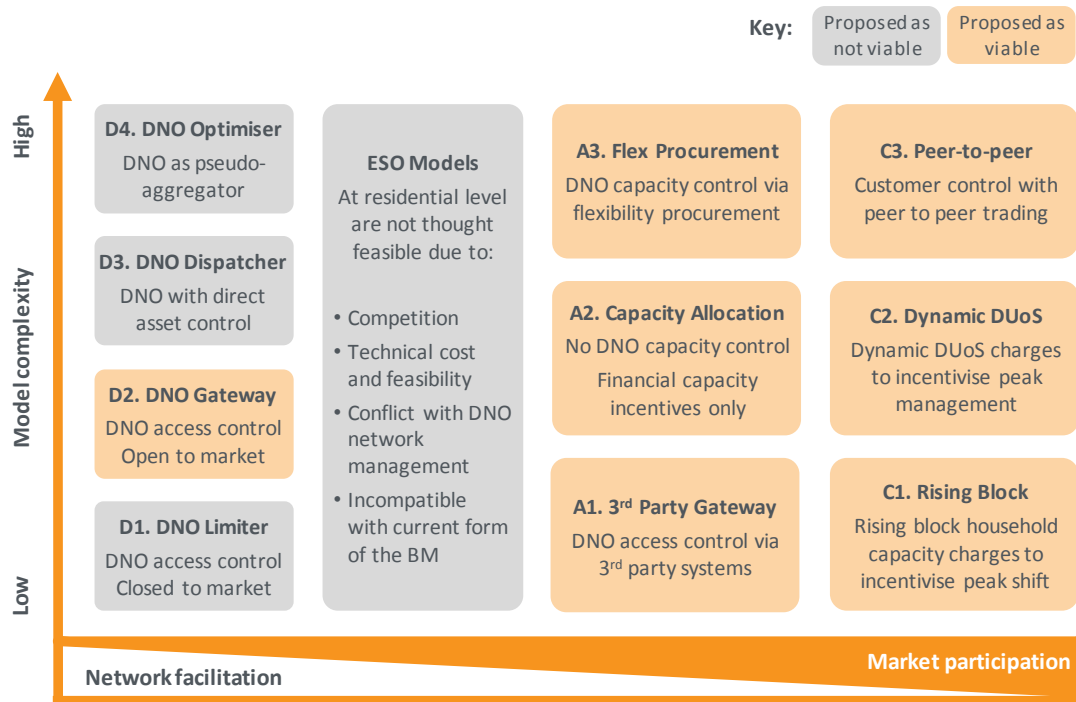 Key:
Proposed as
not viable
Proposed as
viable
High
Model complexity
Low
D4. DNO Optimiser
DNO as pseudo-
aggregator
D3. DNO Dispatcher
DNO with direct
asset control
D2. DNO Gateway
DNO access control
Open to market
D1. DNO Limiter
DNO access control
Closed to market
ESO Models
At residential level
are not thought
feasible due to:
• Competition
• Technical cost
and feasibility
• Conflict with DNO
network
management
• Incompatible
with current form
of the BM
A3. Flex Procurement
DNO capacity control via
flexibility procurement
A2. Capacity Allocation
No DNO capacity control
Financial capacity
incentives only
A1. 3rd Party Gateway
DNO access control via
3rd party systems
C3. Peer-to-peer
Customer control with
peer to peer trading
C2. Dynamic DUoS
Dynamic DUoS charges
to incentivise peak
management
C1. Rising Block
Rising block household
capacity charges to
incentivise peak shift
Network facilitation
Market participation